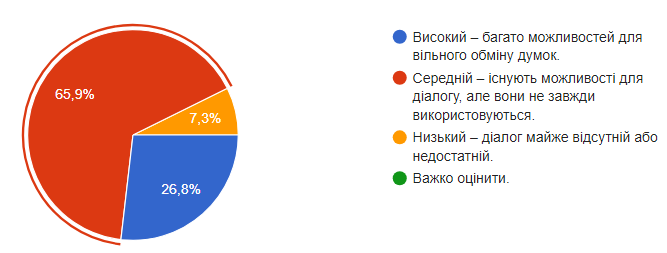 65,9%
7,3%
26,8%
Високий – багато можливостей для
вільного обміну думок.
Середній – існують можливості для
діалогу, але вони не завжди
використовуються.
Низький – діалог майже відсутній або
недостатній.
Важко оцінити.